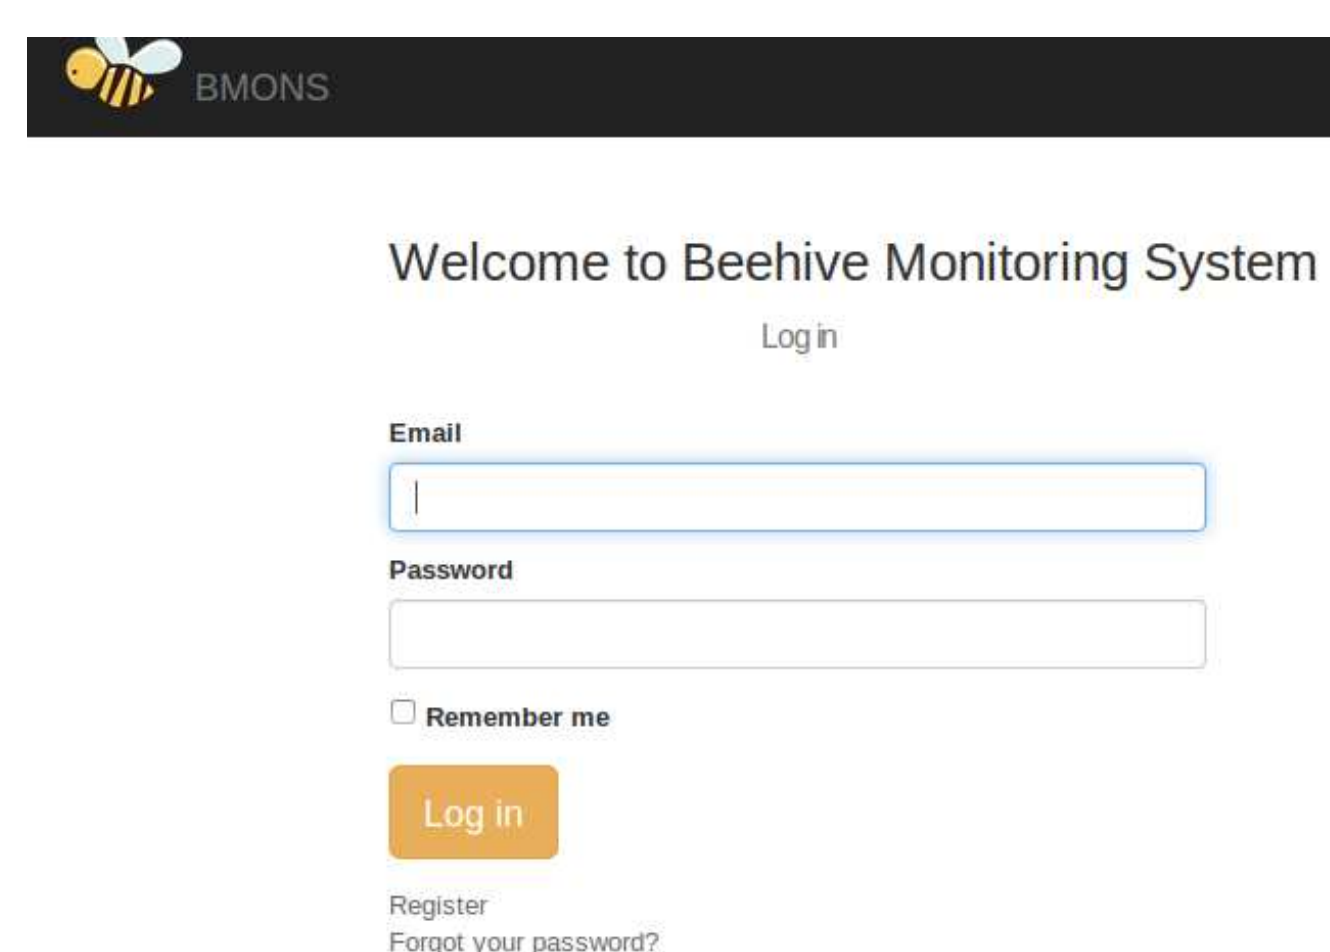 BMONS
Welcome to Beehive Monitoring System
Log in
Email
Password
Remember me
Log in
Register
Forgot your password?